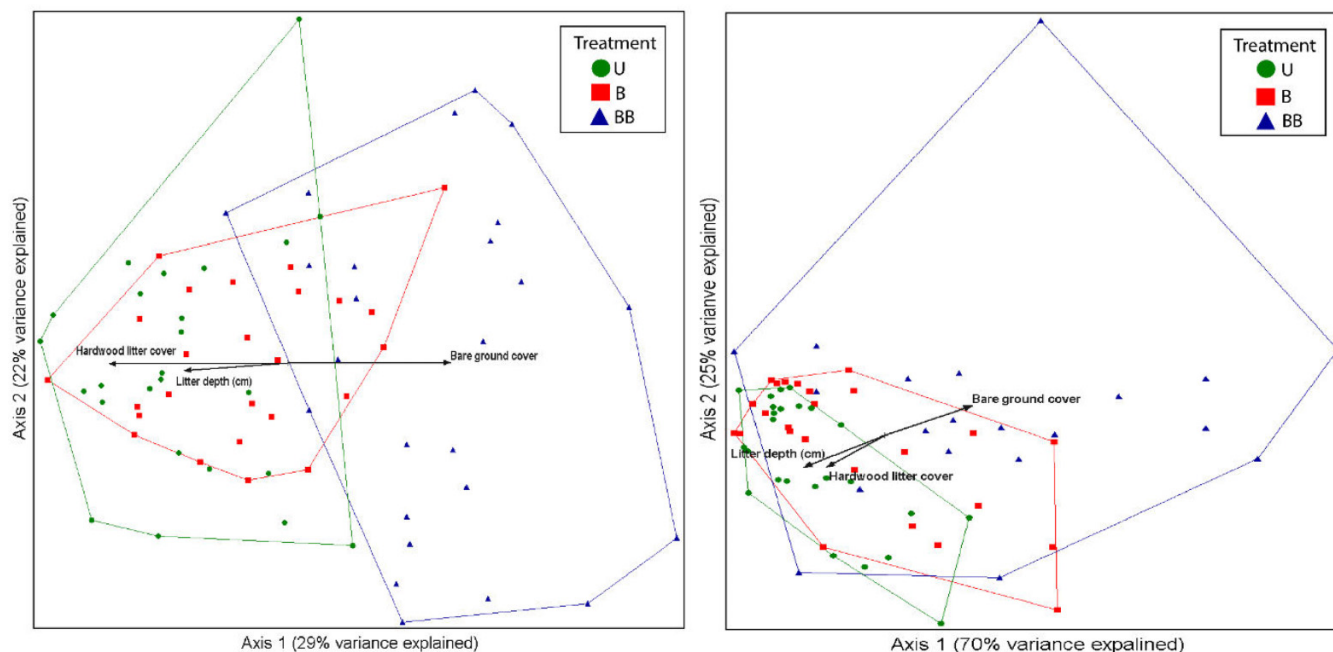 Treatment
U
B
BB
Axis 2 (22% variance explained)
Hardwood litter cover
Litter depth (cm)
Bare ground cover
Axis 1 (29% variance explained)
Treatment
U
B
BB
Axis 2 (25% varianve explained)
Bare ground cover
Litter depth (cm)
Hardwood litter cover
Axis 1 (70% variance expalined)